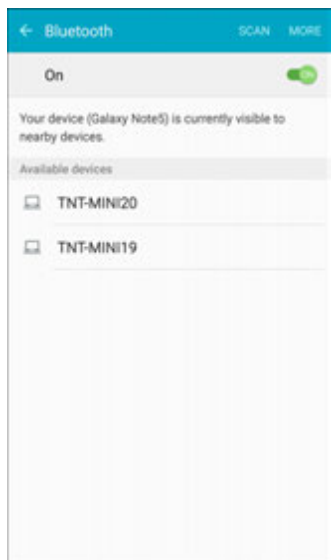 Bluetooth SCAN MORE
On ON
Your device (Galaxy Note5) is currently visible to
nearby devices.
Available devices
TNT-MINI20
TNT-MINI19